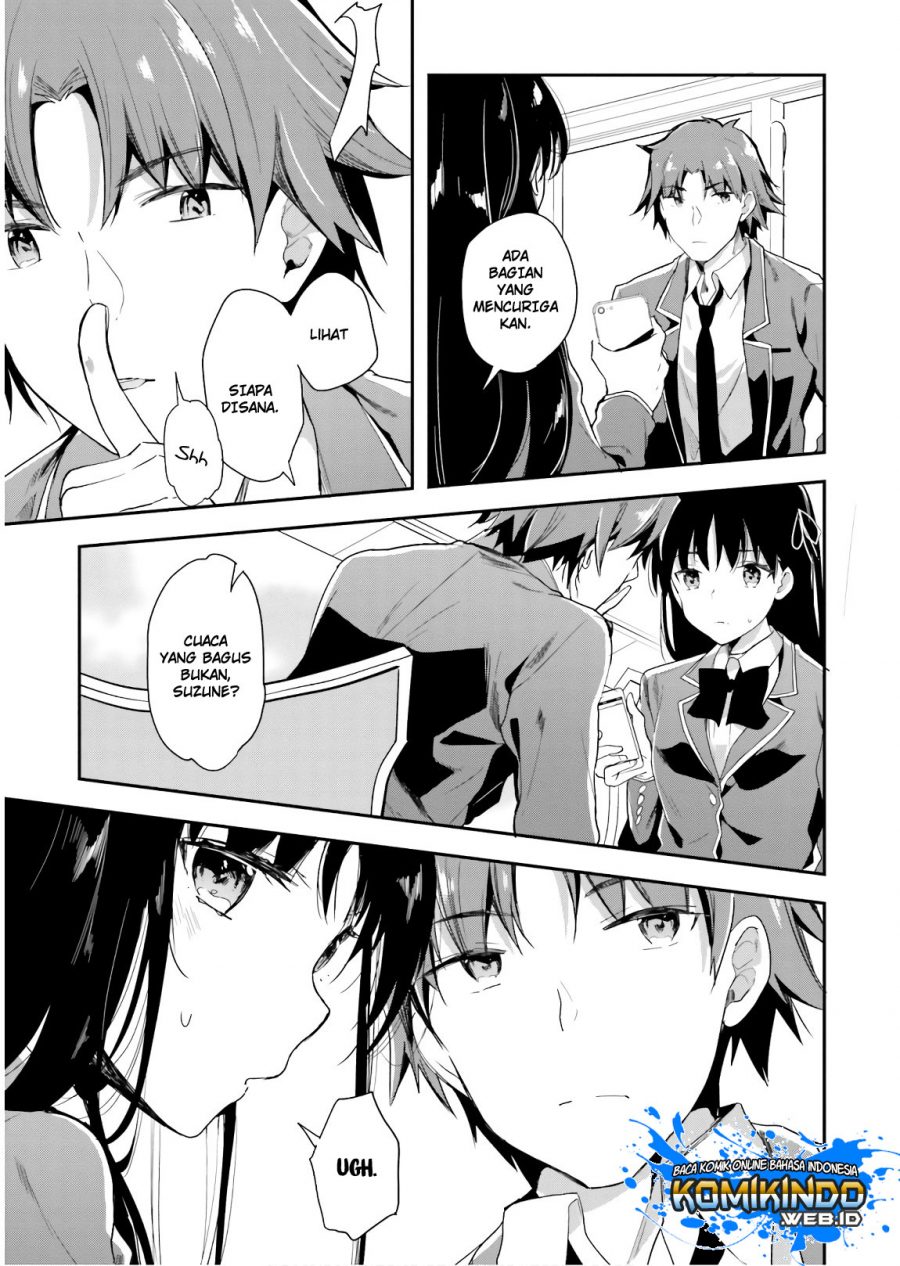 ADA
BAGIAN
YANG
MENCURIGA
KAN.
LIHAT
SIAPA
DISANA.
Shh
CUACA
YANG BAGUS
BUKAN,
SUZUNE?
UGH.
BACA KOMIK ONLINE BAHASA INDONESIA
KOMIKINDO
WEB.ID